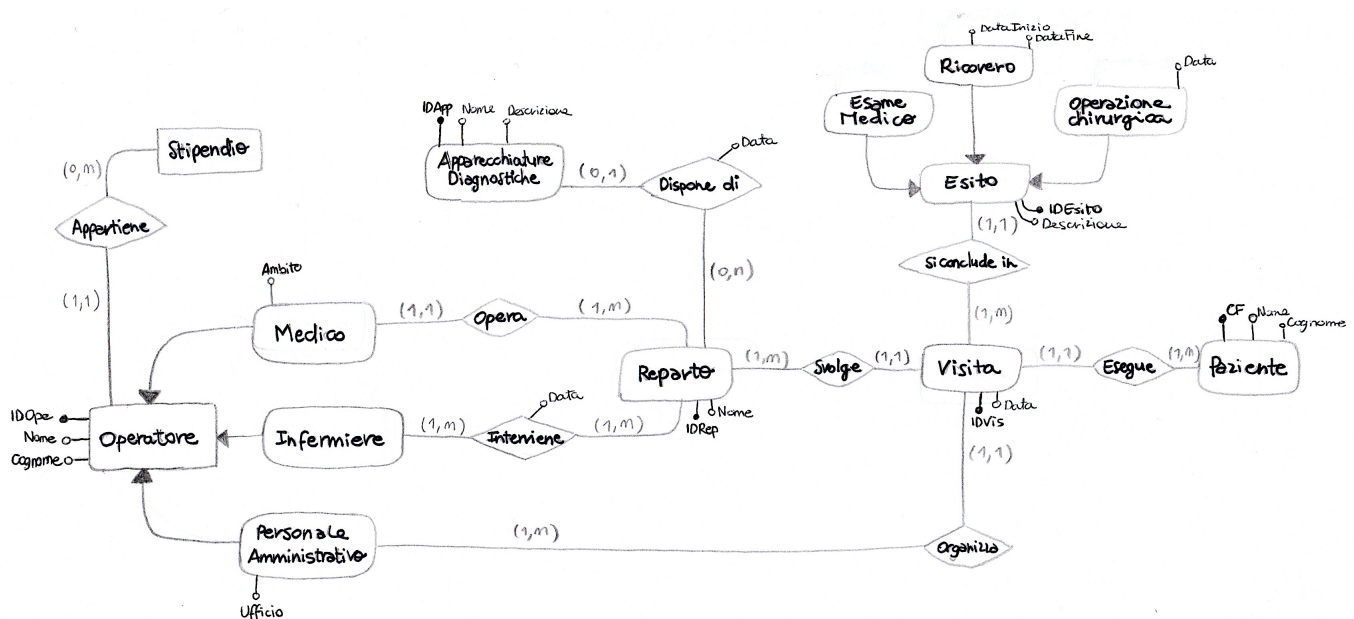 DataInizio
DataFine
Ricovero
Data
Esame
Medico
Operazione
chirurgica
IDApp
Nome
Descrizione
Apparecchiature
Diagnostiche
(0,1)
Data
Dispone di
Stipendio
(0,n)
Appartiene
(1,1)
Esito
IDEsito
Descrizione
(1,1)
si conclude in
(1,n)
(0,n)
Ambito
Medico
(1,1)
Opera
(1,n)
Reparto
Nome
IDRep
(1,n)
Svolge
(1,1)
Visita
Data
IDVis
(1,1)
Esegue
(1,n)
CF
Nome
Cognome
Paziente
IDOpe
Nome
Cognome
Operatore
Infermiere
(1,n)
Data
Interviene
(1,n)
(1,1)
Personale
Amministrativo
Ufficio
(1,n)
Organizza